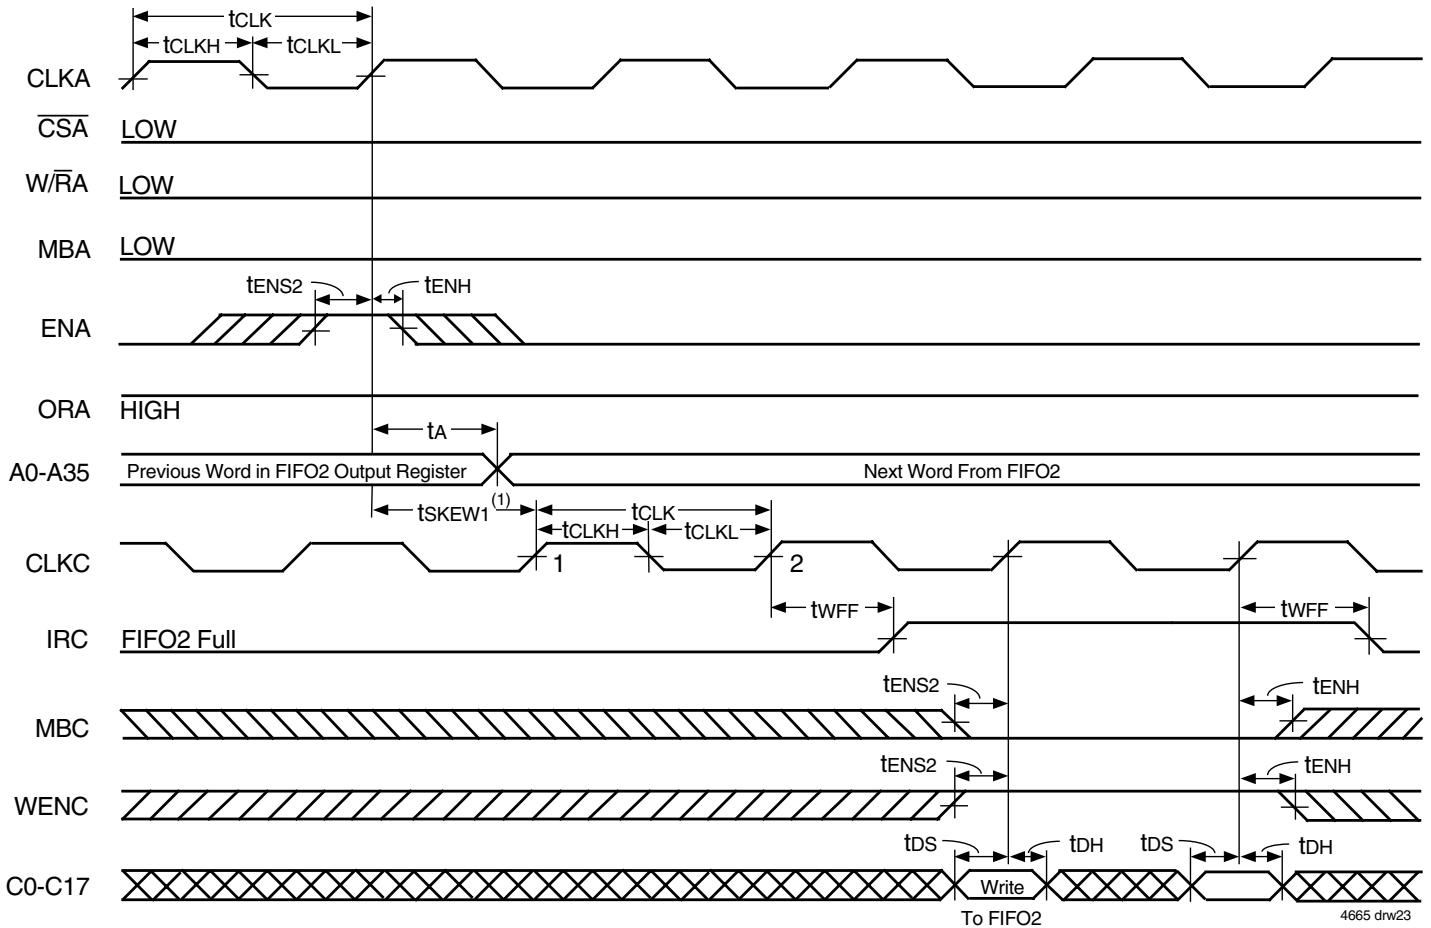 tCLK
tCLKH tCLKL
CLKA
CSA LOW
W/RA LOW
MBA LOW
tENS2 tENH
ENA
ORA HIGH
tA
A0-A35 Previous Word in FIFO2 Output Register Next Word From FIFO2
tSKEW1 (1) tCLK
tCLKH tCLKL
CLKC 1 2
tWFF tWFF
IRC FIFO2 Full
tENS2 tENH
MBC
tENS2 tENH
WENC
tDS tDH tDS tDH
C0-C17 Write
To FIFO2
4665 drw23